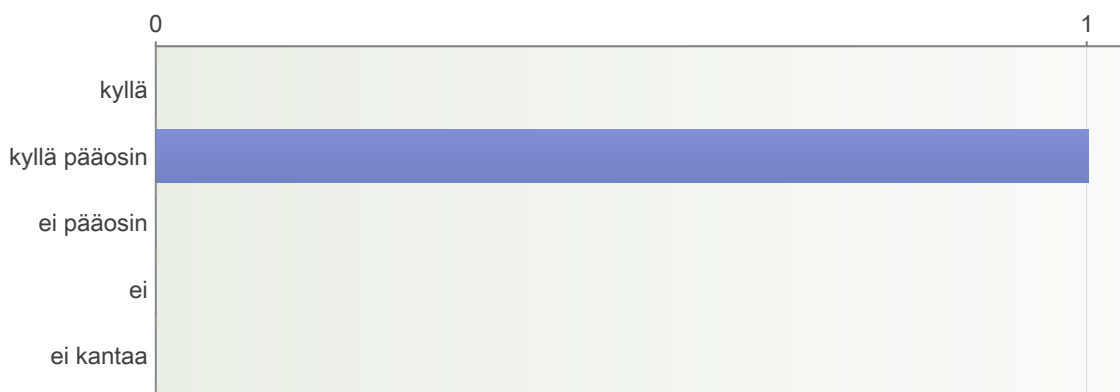 0 1
kyllä
kyllä pääosin
ei pääosin
ei
ei kantaa